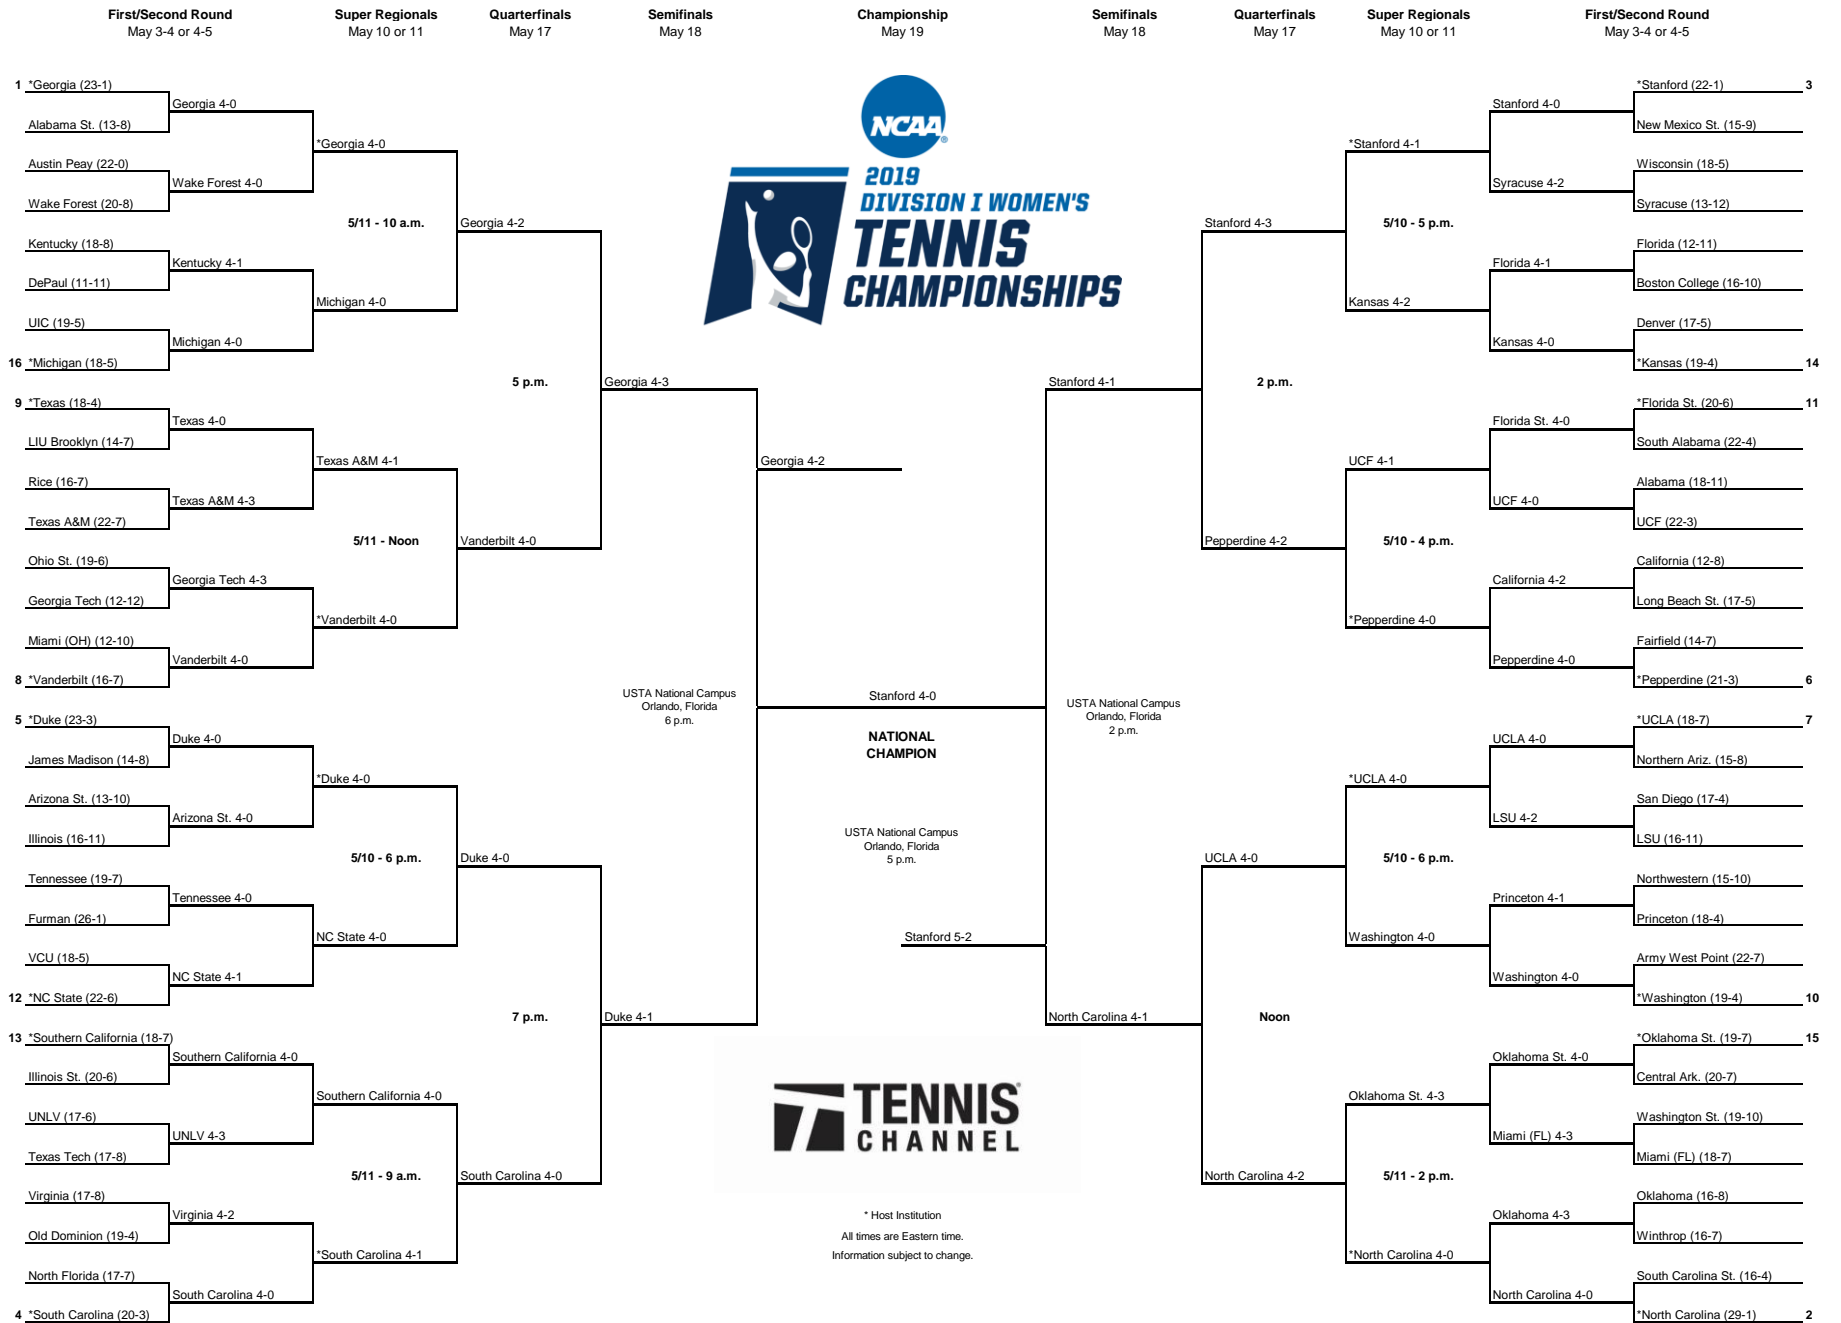 First/Second Round
May 3-4 or 4-5
Super Regionals
May 10 or 11
Quarterfinals
May 17
Semifinals
May 18
Championship
May 19
Semifinals
May 18
Quarterfinals
May 17
Super Regionals
May 10 or 11
First/Second Round
May 3-4 or 4-5
1 *Georgia (23-1)
Alabama St. (13-8)
Austin Peay (22-0)
Wake Forest (20-8)
Kentucky (18-8)
DePaul (11-11)
UIC (19-5)
16 *Michigan (18-5)
9 *Texas (18-4)
LIU Brooklyn (14-7)
Rice (16-7)
Texas A&M (22-7)
Ohio St. (19-6)
Georgia Tech (12-12)
Miami (OH) (12-10)
8 *Vanderbilt (16-7)
5 *Duke (23-3)
James Madison (14-8)
Arizona St. (13-10)
Illinois (16-11)
Tennessee (19-7)
Furman (26-1)
VCU (18-5)
12 *NC State (22-6)
13 *Southern California (18-7)
Illinois St. (20-6)
UNLV (17-6)
Texas Tech (17-8)
Virginia (17-8)
Old Dominion (19-4)
North Florida (17-7)
4 *South Carolina (20-3)
Georgia 4-0
Wake Forest 4-0
Kentucky 4-1
Michigan 4-0
Texas 4-0
Texas A&M 4-3
Georgia Tech 4-3
Vanderbilt 4-0
Duke 4-0
Arizona St. 4-0
Tennessee 4-0
NC State 4-1
Southern California 4-0
UNLV 4-3
Virginia 4-2
South Carolina 4-0
*Georgia 4-0
5/11 - 10 a.m.
Michigan 4-0
Texas A&M 4-1
5/11 - Noon
*Vanderbilt 4-0
*Duke 4-0
5/10 - 6 p.m.
NC State 4-0
Southern California 4-0
5/11 - 9 a.m.
*South Carolina 4-1
Georgia 4-2
5 p.m.
Vanderbilt 4-0
Duke 4-0
7 p.m.
South Carolina 4-0
Georgia 4-3
USTA National Campus
Orlando, Florida
6 p.m.
Duke 4-1
NCAA
®
2019
DIVISION I WOMEN'S
TENNIS
CHAMPIONSHIPS
Georgia 4-2
Stanford 4-0
NATIONAL
CHAMPION
USTA National Campus
Orlando, Florida
5 p.m.
Stanford 5-2
TENNIS
CHANNEL
* Host Institution
All times are Eastern time.
Information subject to change.
Stanford 4-1
USTA National Campus
Orlando, Florida
2 p.m.
North Carolina 4-1
Stanford 4-3
2 p.m.
Pepperdine 4-2
UCLA 4-0
Noon
North Carolina 4-2
*Stanford 4-1
5/10 - 5 p.m.
Kansas 4-2
UCF 4-1
5/10 - 4 p.m.
*Pepperdine 4-0
*UCLA 4-0
5/10 - 6 p.m.
Washington 4-0
Oklahoma St. 4-3
5/11 - 2 p.m.
*North Carolina 4-0
Stanford 4-0
Syracuse 4-2
Florida 4-1
Kansas 4-0
Florida St. 4-0
UCF 4-0
California 4-2
Pepperdine 4-0
UCLA 4-0
LSU 4-2
Princeton 4-1
Washington 4-0
Oklahoma St. 4-0
Miami (FL) 4-3
Oklahoma 4-3
North Carolina 4-0
*Stanford (22-1) 3
New Mexico St. (15-9)
Wisconsin (18-5)
Syracuse (13-12)
Florida (12-11)
Boston College (16-10)
Denver (17-5)
*Kansas (19-4) 14
*Florida St. (20-6) 11
South Alabama (22-4)
Alabama (18-11)
UCF (22-3)
California (12-8)
Long Beach St. (17-5)
Fairfield (14-7)
*Pepperdine (21-3) 6
*UCLA (18-7) 7
Northern Ariz. (15-8)
San Diego (17-4)
LSU (16-11)
Northwestern (15-10)
Princeton (18-4)
Army West Point (22-7)
*Washington (19-4) 10
*Oklahoma St. (19-7) 15
Central Ark. (20-7)
Washington St. (19-10)
Miami (FL) (18-7)
Oklahoma (16-8)
Winthrop (16-7)
South Carolina St. (16-4)
*North Carolina (29-1) 2